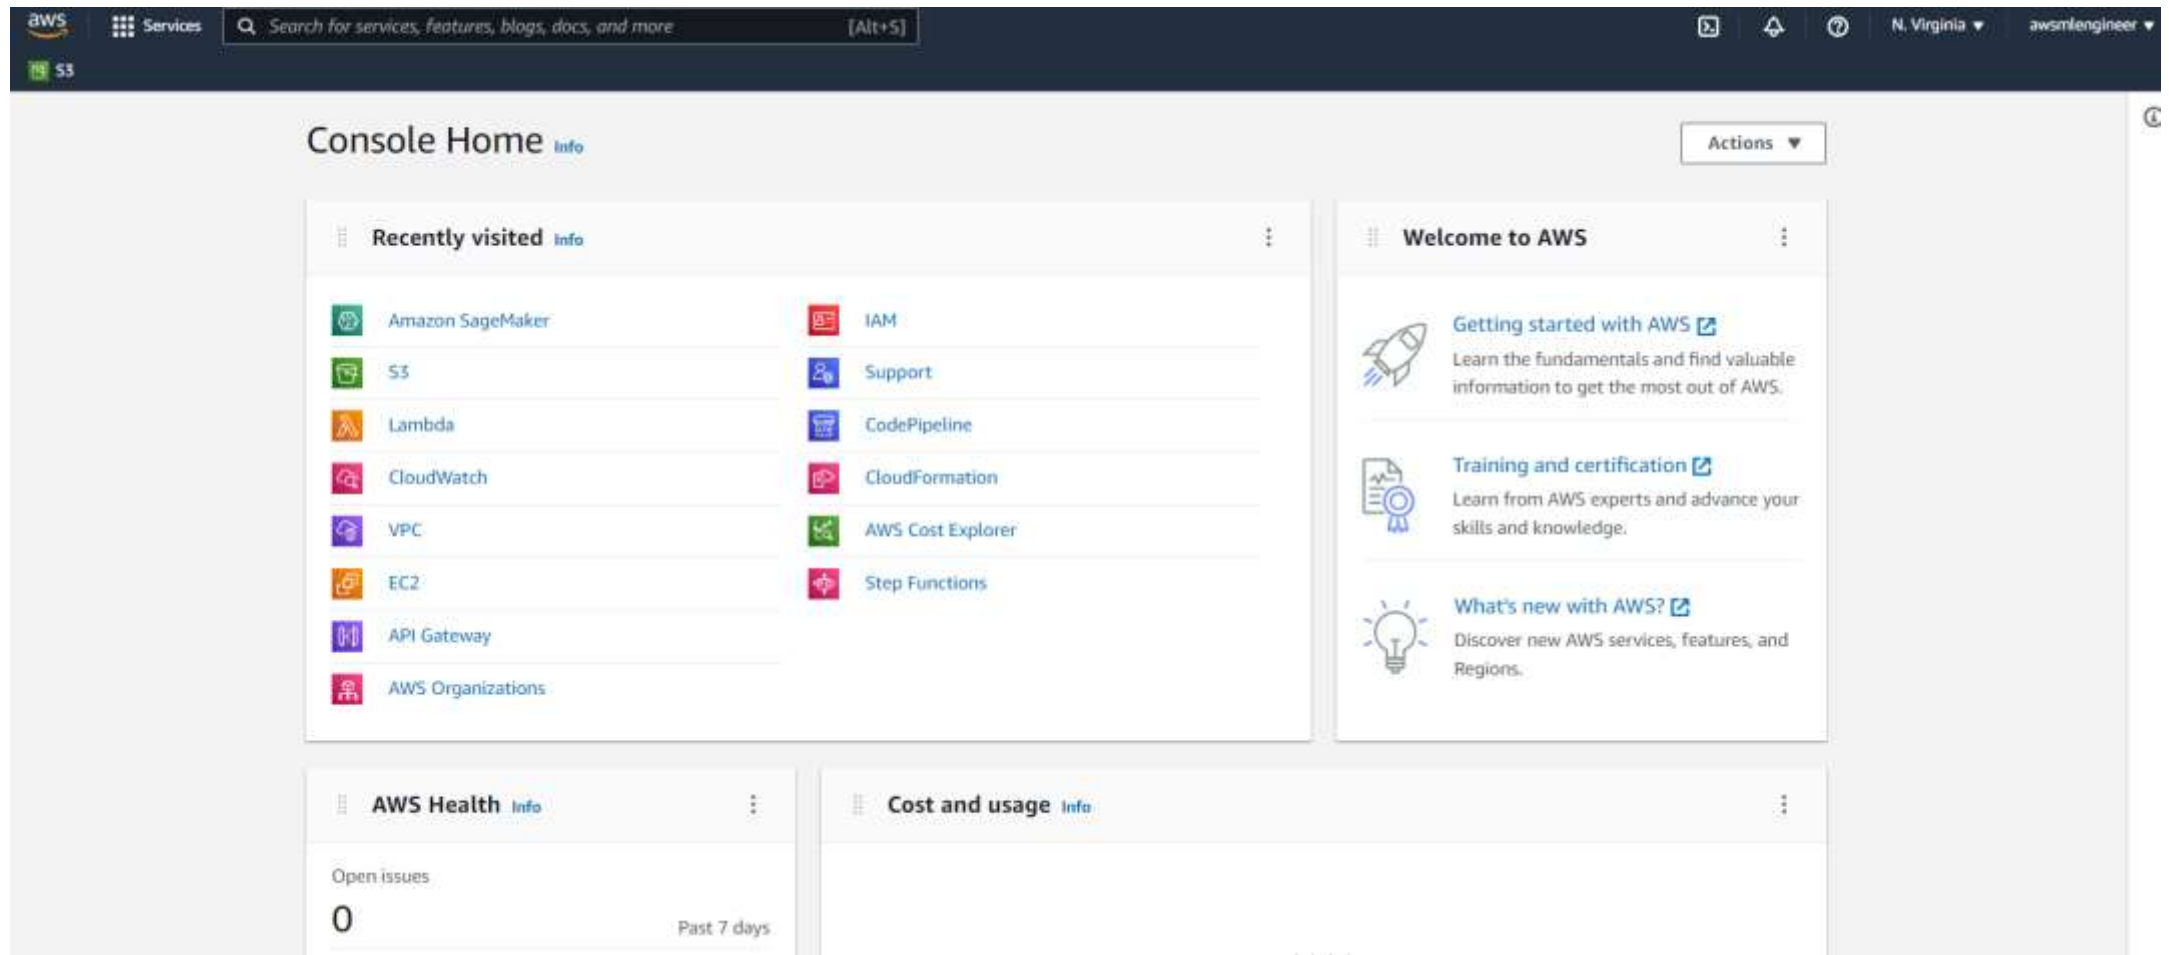 aws
Services
Search for services, features, blogs, docs, and more
[Alt+S]
N. Virginia
awsmlengineer
S3
Console Home Info
Actions
Recently visited Info
Amazon SageMaker
S3
Lambda
CloudWatch
VPC
EC2
API Gateway
AWS Organizations
IAM
Support
CodePipeline
CloudFormation
AWS Cost Explorer
Step Functions
Welcome to AWS
Getting started with AWS
Learn the fundamentals and find valuable
information to get the most out of AWS.
Training and certification
Learn from AWS experts and advance your
skills and knowledge.
What's new with AWS?
Discover new AWS services, features, and
Regions.
AWS Health Info
Open issues
0
Past 7 days
Cost and usage Info